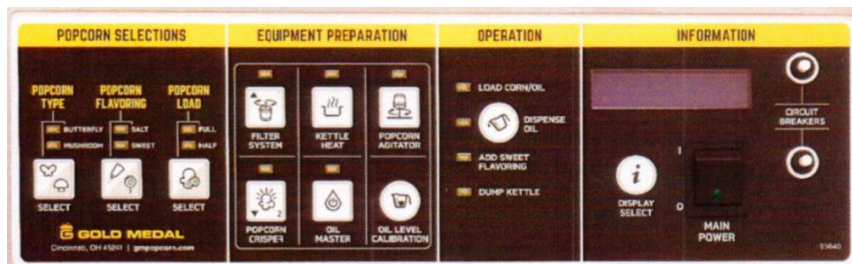 POPCORN SELECTIONS
POPCORN TYPE
BUTTERFLY
MUSHROOM
SELECT
POPCORN FLAVORING
SALT
SWEET
SELECT
POPCORN LOAD
FULL
HALF
SELECT
GOLD MEDAL
Cincinnati, OH 45241 | gmpopcorn.com
EQUIPMENT PREPARATION
FILTER
SYSTEM
KETTLE
HEAT
POPCORN
AGITATOR
2
POPCORN
CRISPER
OIL
MASTER
OIL LEVEL
CALIBRATION
OPERATION
LOAD CORN/OIL
DISPENSE
OIL
ADD SWEET
FLAVORING
DUMP KETTLE
INFORMATION
CIRCUIT
BREAKERS
i
DISPLAY
SELECT
I
O
MAIN
POWER